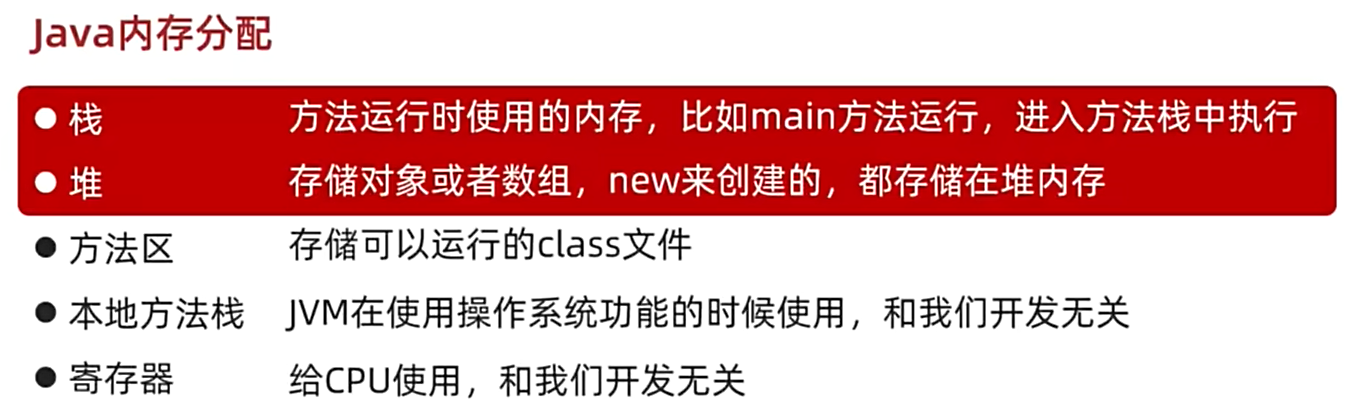 Java内存分配
● 栈 方法运行时使用的内存，比如main方法运行，进入方法栈中执行
● 堆 存储对象或者数组，new来创建的，都存储在堆内存
● 方法区 存储可以运行的class文件
● 本地方法栈 JVM在使用操作系统功能的时候使用，和我们开发无关
● 寄存器 给CPU使用，和我们开发无关